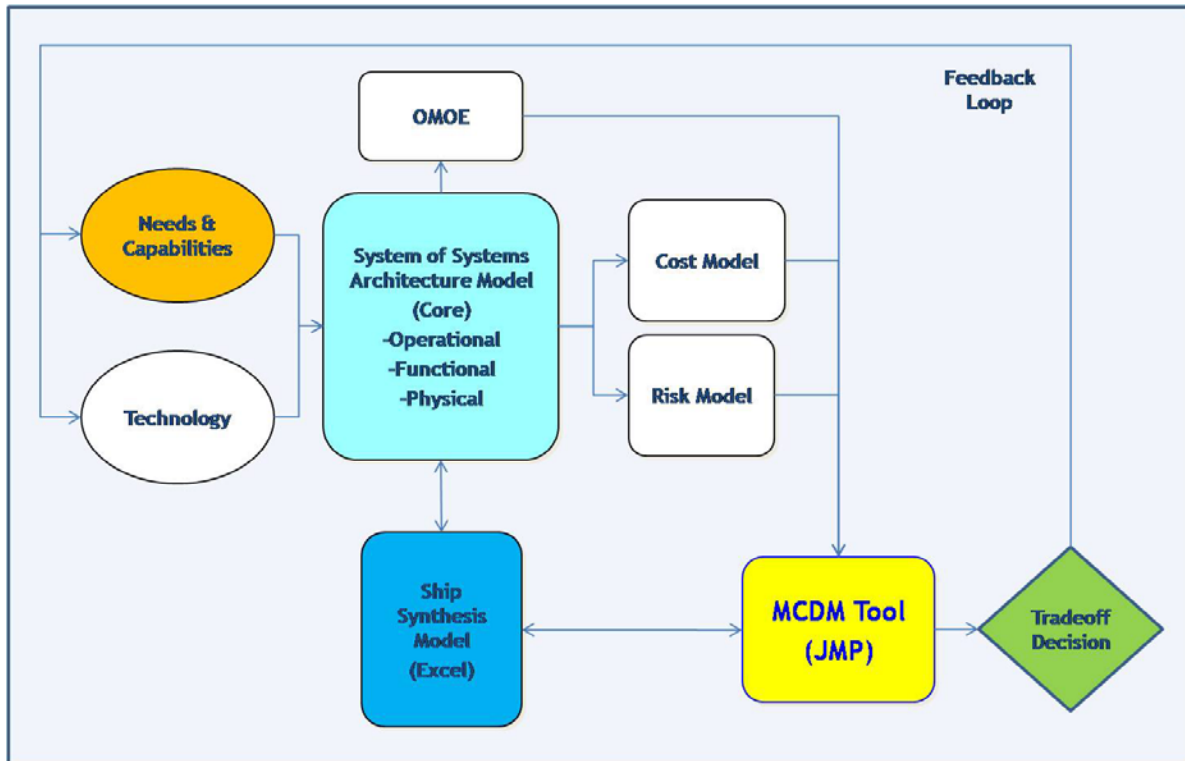 Feedback
Loop
OMOE
Needs &
Capabilities
System of Systems
Architecture Model
(Core)
-Operational
-Functional
-Physical
Cost Model
Risk Model
Technology
Ship
Synthesis
Model
(Excel)
MCDM Tool
(JMP)
Tradeoff
Decision